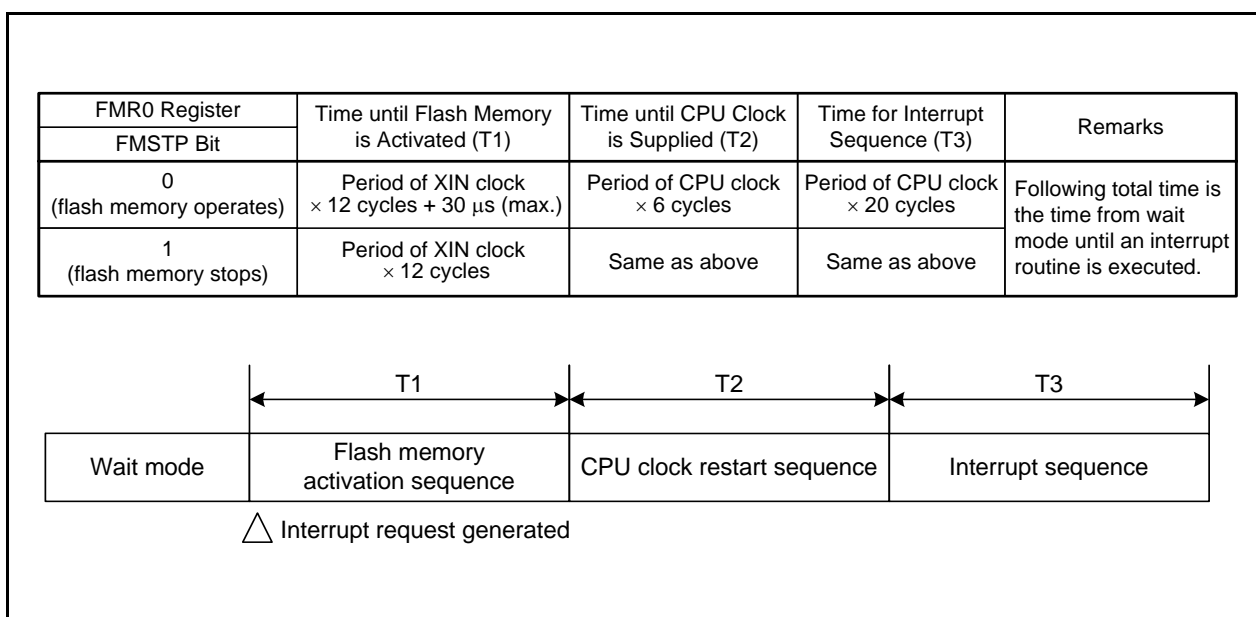 FMR0 Register
FMSTP Bit
Time until Flash Memory
is Activated (T1)
Time until CPU Clock
is Supplied (T2)
Time for Interrupt
Sequence (T3)
Remarks
0
(flash memory operates)
Period of XIN clock
× 12 cycles + 30 μs (max.)
Period of CPU clock
× 6 cycles
Period of CPU clock
× 20 cycles
Following total time is
the time from wait
mode until an interrupt
routine is executed.
1
(flash memory stops)
Period of XIN clock
× 12 cycles
Same as above
Same as above
T1
T2
T3
Wait mode
Flash memory
activation sequence
CPU clock restart sequence
Interrupt sequence
Interrupt request generated